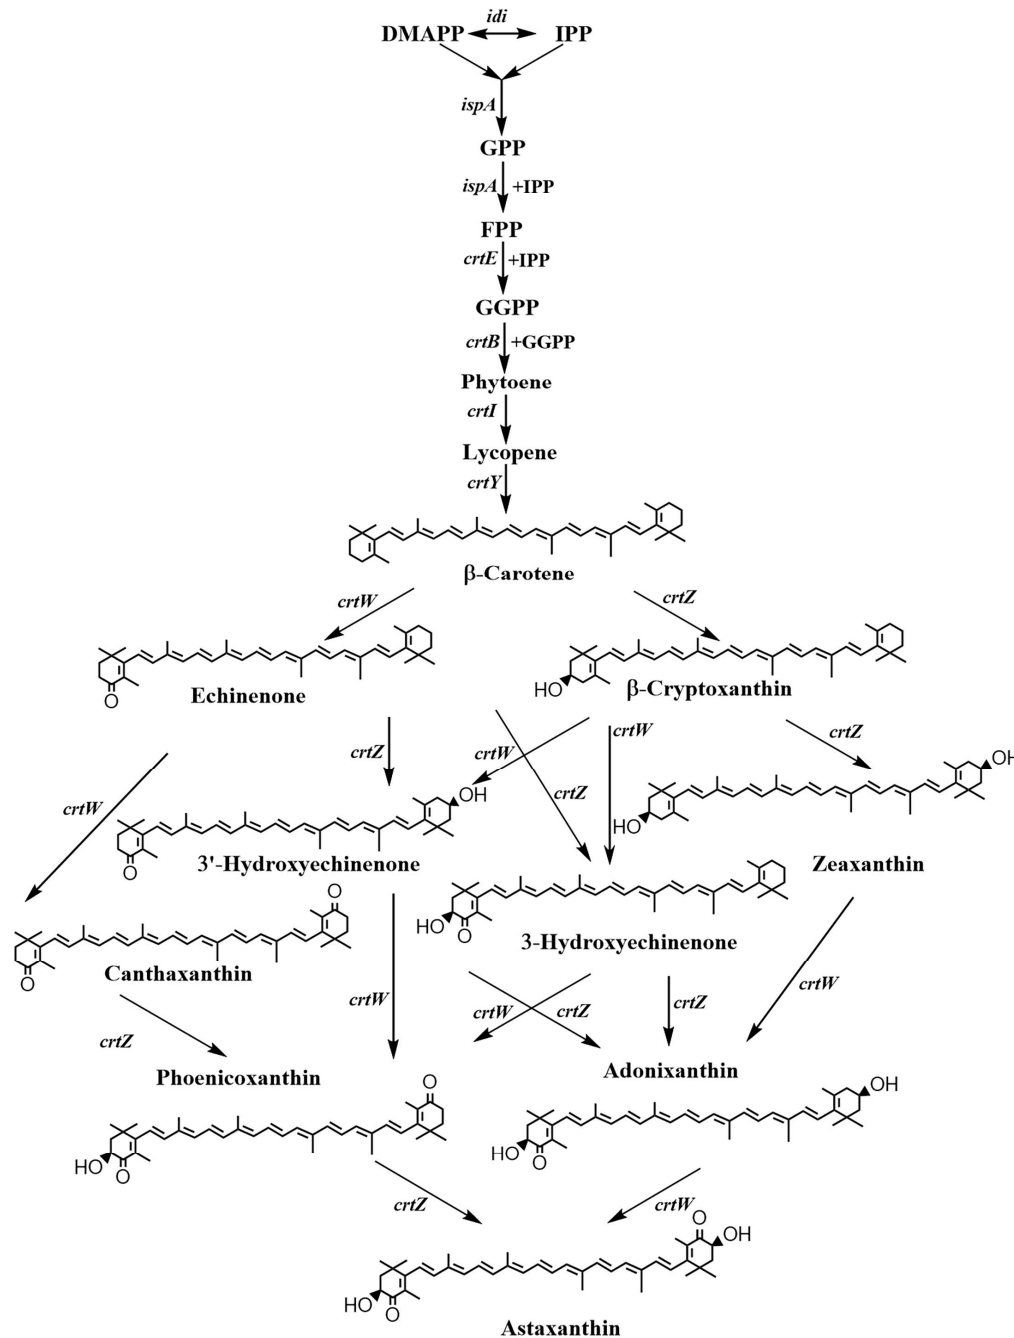 idi
DMAPP IPP
ispA
GPP
ispA +IPP
FPP
crtE +IPP
GGPP
crtB +GGPP
Phytoene
crtI
Lycopene
crtY
β-Carotene
crtW crtZ
O
Echinenone
HO
β-Cryptoxanthin
crtZ crtW crtW crtZ
crtW crtZ
OH
OH
O
3'-Hydroxyechinenone
HO
Zeaxanthin
O
O
Canthaxanthin
HO
O
3-Hydroxyechinenone
crtW crtW crtZ crtZ crtW
crtZ
Phoenicoxanthin Adonixanthin
O
OH
HO
O
HO
O
crtZ crtW
O
OH
HO
O
Astaxanthin